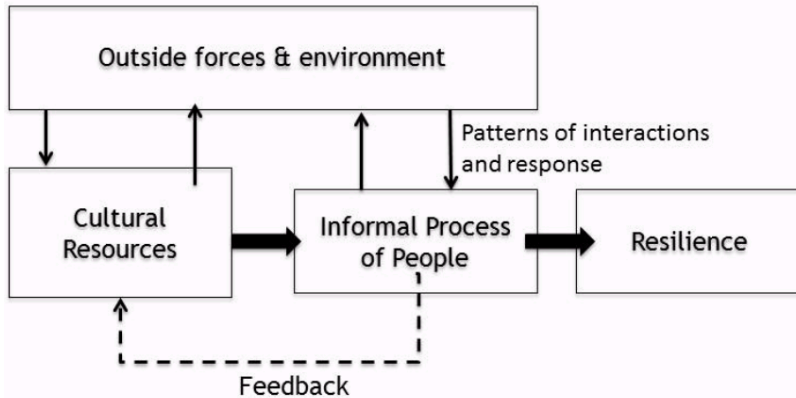 Outside forces & environment
Patterns of interactions
and response
Cultural
Resources
Informal Process
of People
Resilience
Feedback